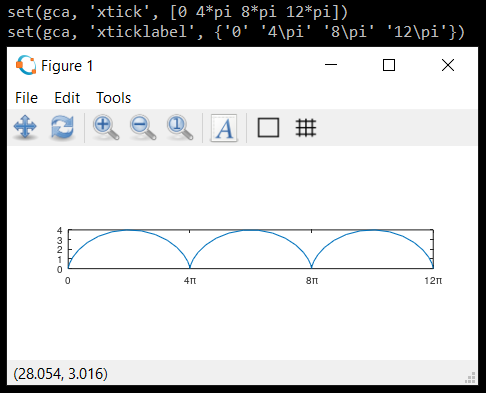 set(gca, 'xtick', [0 4*pi 8*pi 12*pi])
set(gca, 'xticklabel', {'0' '4\pi' '8\pi' '12\pi'})
Figure 1
File Edit Tools
A
4
3
2
1
0
0 4π 8π 12π
(28.054, 3.016)